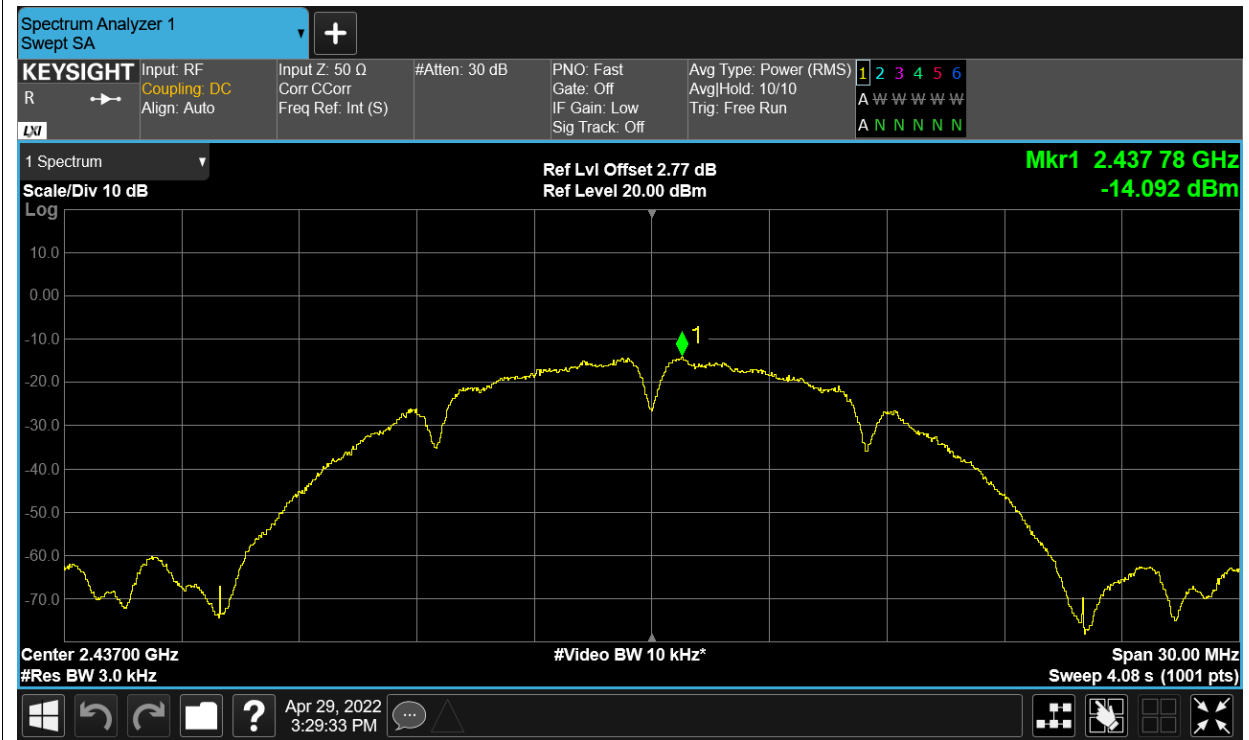 Spectrum Analyzer 1
Swept SA
▼
+
KEYSIGHT
R
LXI
Input: RF
Coupling: DC
Align: Auto
Input Z: 50 Ω
Corr CCorr
Freq Ref: Int (S)
#Atten: 30 dB
PNO: Fast
Gate: Off
IF Gain: Low
Sig Track: Off
Avg Type: Power (RMS)
Avg|Hold: 10/10
Trig: Free Run
1 2 3 4 5 6
A W W W W W
A N N N N N
1 Spectrum
▼
Scale/Div 10 dB
Log
Ref Lvl Offset 2.77 dB
Ref Level 20.00 dBm
Mkr1 2.437 78 GHz
-14.092 dBm
10.0
0.00
-10.0
-20.0
-30.0
-40.0
-50.0
-60.0
-70.0
1
Center 2.43700 GHz
#Res BW 3.0 kHz
#Video BW 10 kHz*
Span 30.00 MHz
Sweep 4.08 s (1001 pts)
?
Apr 29, 2022
3:29:33 PM